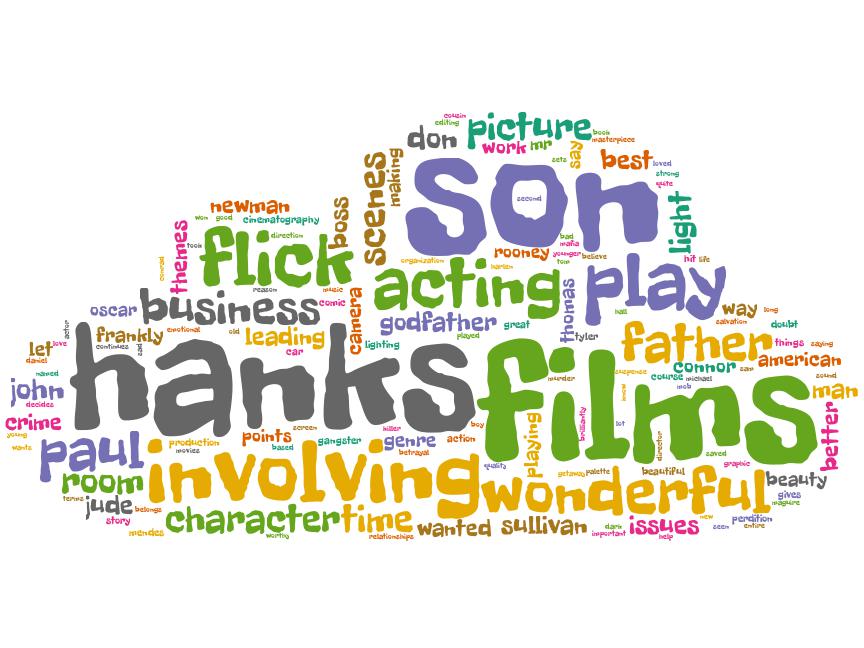 cousin
editing
don
picture
book
work
mr
masterpiece
say
sets
best
loved
strong
quite
scenes
making
son
second
light
newman
won
good
cinematography
boss
themes
took
flick
direction
conrad
bad
mafia
rooney
younger
believe
hit
life
organization
harlen
tom
acting
play
reason
music
oscar
business
comic
camera
godfather
great
thomas
hall
way
long
salvation
doubt
actor
frankly
emotional
old
leading
car
lighting
played
tyler
father
things
saying
let
love
continues
sad
daniel
hanks
films
suspense
connor
sam
american
named
john
decides
murder
course
michael
mob
know
sound
man
crime
young
wants
screen
killer
boy
brilliantly
lot
better
paul
production
movies
points
based
gangster
genre
betrayal
action
playing
director
saved
graphic
room
involving
quality
getaway
palette
beautiful
wonderful
beauty
terms
jude
belongs
gives
maguire
story
character
time
wanted
sullivan
dark
important
issues
help
new
seen
perdition
entire
mendes
worthy
relationships